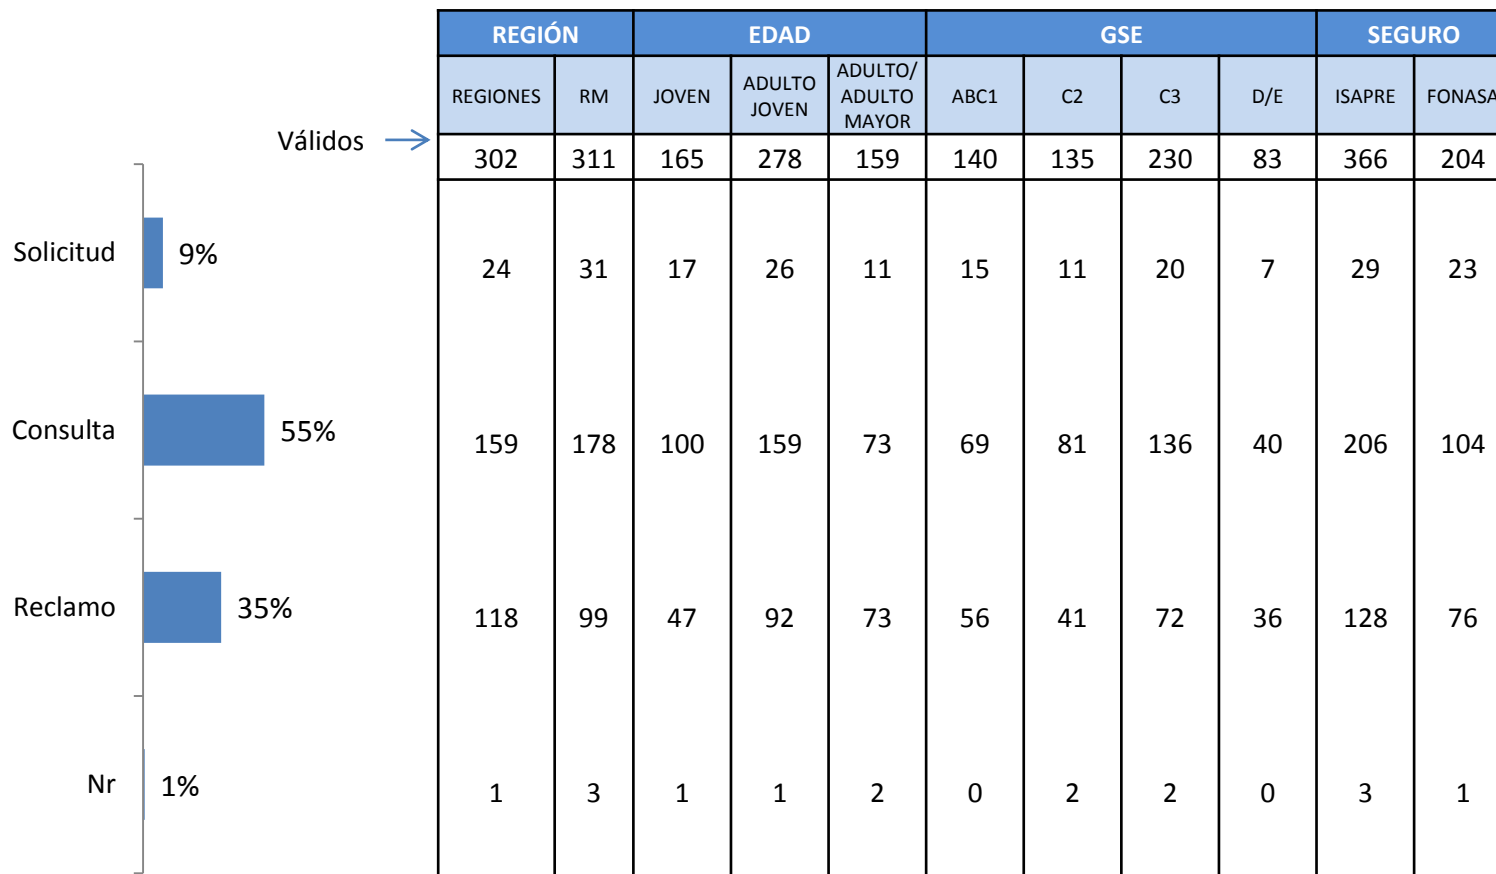 REGIÓN EDAD GSE SEGURO
REGIONES RM JOVEN ADULTO JOVEN ADULTO/ ADULTO MAYOR ABC1 C2 C3 D/E ISAPRE FONASA
Válidos → 302 311 165 278 159 140 135 230 83 366 204
Solicitud 9% 24 31 17 26 11 15 11 20 7 29 23
Consulta 55% 159 178 100 159 73 69 81 136 40 206 104
Reclamo 35% 118 99 47 92 73 56 41 72 36 128 76
Nr 1% 1 3 1 1 2 0 2 2 0 3 1